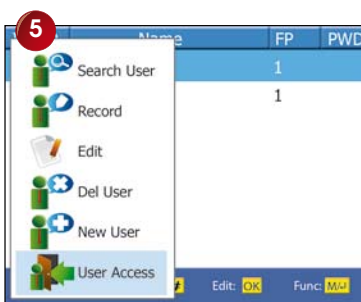 5
Name FP PWD
Search User 1
Record 1
Edit
Del User
New User
User Access # Edit: OK Func: M/↵